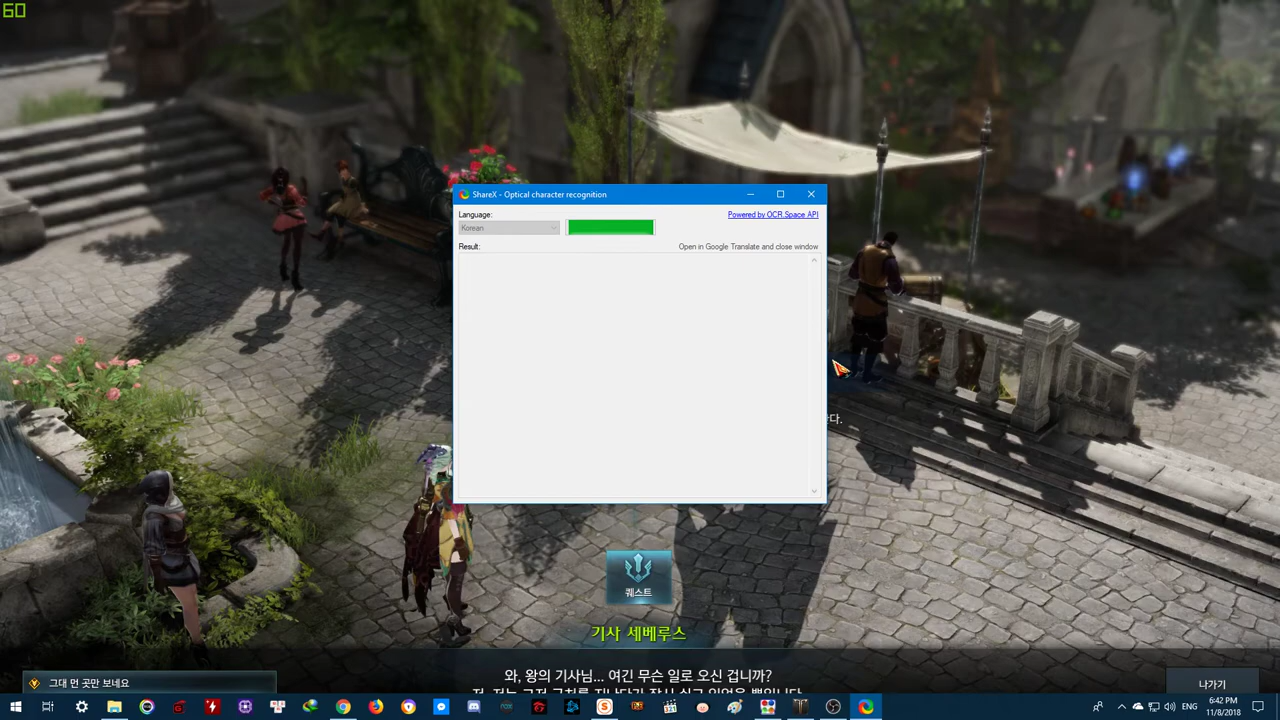 60
ShareX - Optical character recognition
Language:
Powered by OCR.Space API
Korean
Result:
Open in Google Translate and close window
다.
퀘스트
기사 세베루스
와, 왕의 기사님... 여긴 무슨 일로 오신 겁니까?
그대 먼 곳만 보네요
나가기
ENG
6:42 PM
11/8/2018